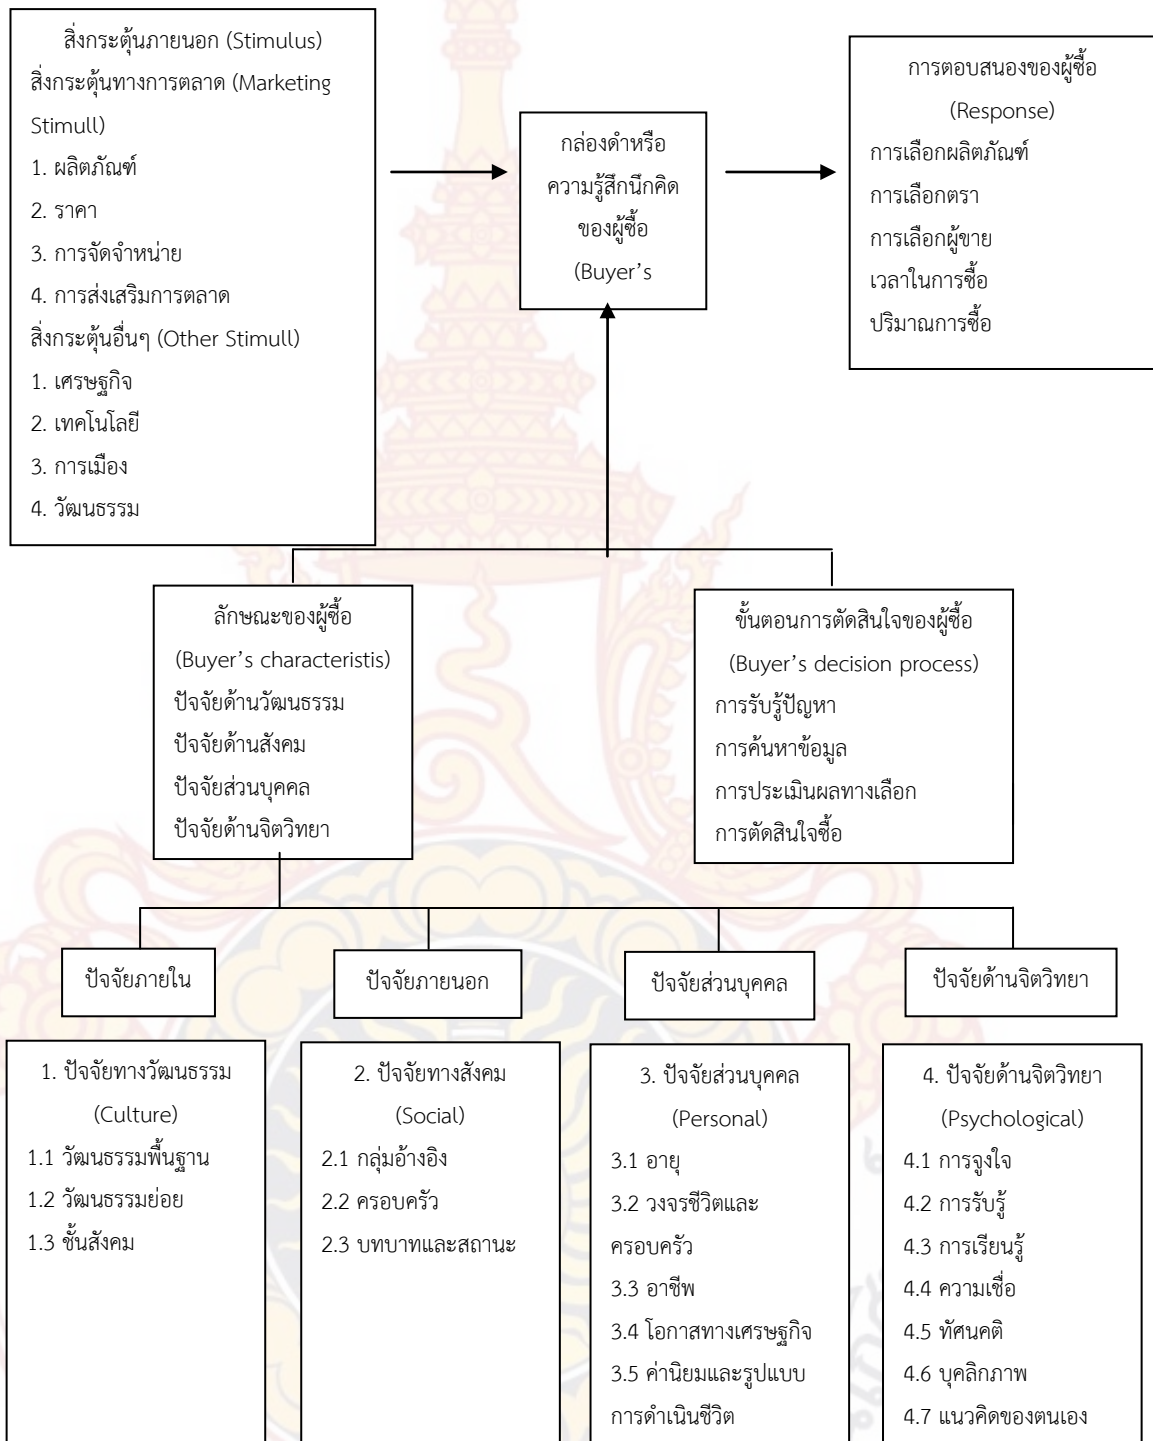 สิ่งกระตุ้นภายนอก (Stimulus)
สิ่งกระตุ้นทางการตลาด (Marketing
Stimull)
1. ผลิตภัณฑ์
2. ราคา
3. การจัดจำหน่าย
4. การส่งเสริมการตลาด
สิ่งกระตุ้นอื่นๆ (Other Stimull)
1. เศรษฐกิจ
2. เทคโนโลยี
3. การเมือง
4. วัฒนธรรม
กล่องดำหรือ
ความรู้สึกนึกคิด
ของผู้ซื้อ
(Buyer’s
การตอบสนองของผู้ซื้อ
(Response)
การเลือกผลิตภัณฑ์
การเลือกตรา
การเลือกผู้ขาย
เวลาในการซื้อ
ปริมาณการซื้อ
ลักษณะของผู้ซื้อ
(Buyer’s characteristis)
ปัจจัยด้านวัฒนธรรม
ปัจจัยด้านสังคม
ปัจจัยส่วนบุคคล
ปัจจัยด้านจิตวิทยา
ขั้นตอนการตัดสินใจของผู้ซื้อ
(Buyer’s decision process)
การรับรู้ปัญหา
การค้นหาข้อมูล
การประเมินผลทางเลือก
การตัดสินใจซื้อ
ปัจจัยภายใน
ปัจจัยภายนอก
ปัจจัยส่วนบุคคล
ปัจจัยด้านจิตวิทยา
1. ปัจจัยทางวัฒนธรรม
(Culture)
1.1 วัฒนธรรมพื้นฐาน
1.2 วัฒนธรรมย่อย
1.3 ชั้นสังคม
2. ปัจจัยทางสังคม
(Social)
2.1 กลุ่มอ้างอิง
2.2 ครอบครัว
2.3 บทบาทและสถานะ
3. ปัจจัยส่วนบุคคล
(Personal)
3.1 อายุ
3.2 วงจรชีวิตและ
ครอบครัว
3.3 อาชีพ
3.4 โอกาสทางเศรษฐกิจ
3.5 ค่านิยมและรูปแบบ
การดำเนินชีวิต
4. ปัจจัยด้านจิตวิทยา
(Psychological)
4.1 การจูงใจ
4.2 การรับรู้
4.3 การเรียนรู้
4.4 ความเชื่อ
4.5 ทัศนคติ
4.6 บุคลิกภาพ
4.7 แนวคิดของตนเอง